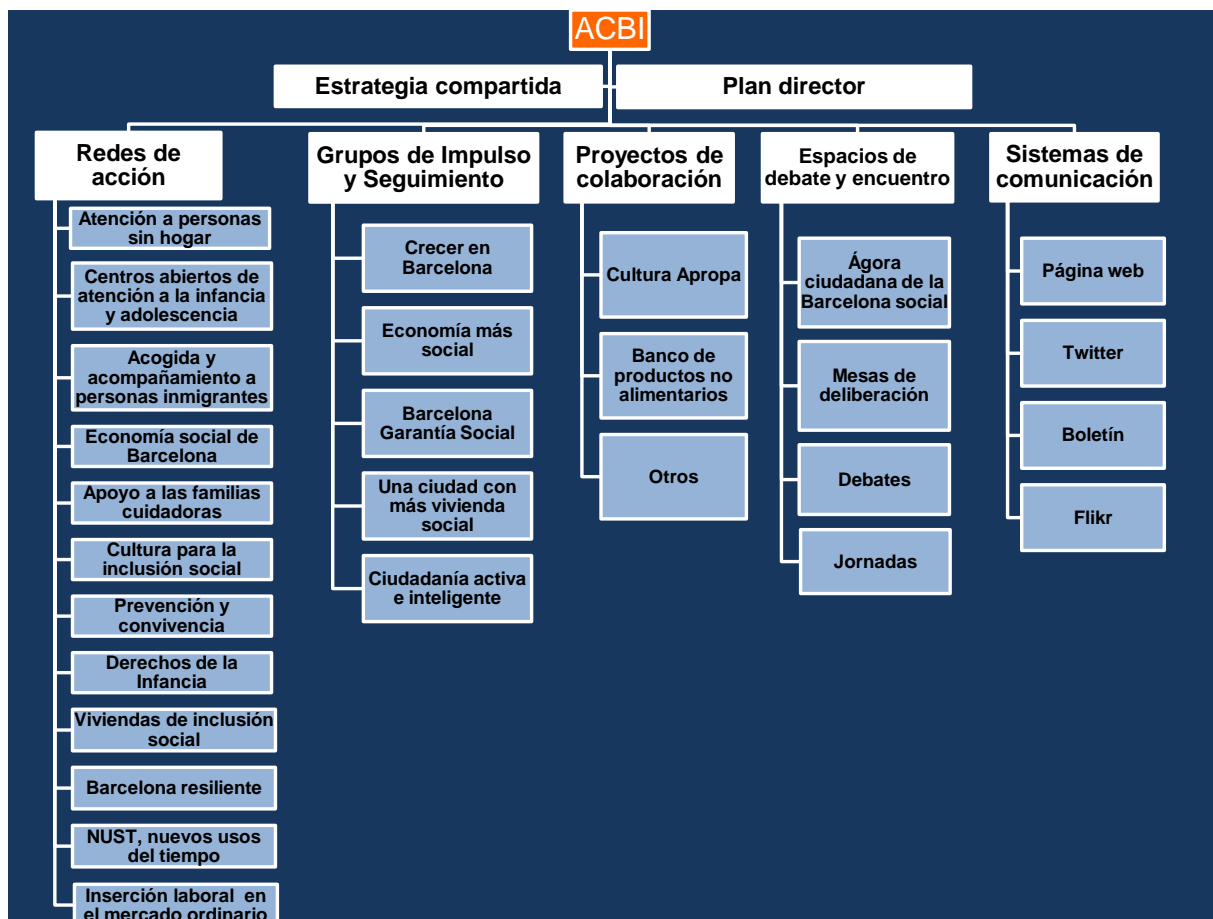 ACBI
Estrategia compartida
Plan director
Redes de
acción
Atención a personas
sin hogar
Centros abiertos de
atención a la infancia
y adolescencia
Acogida y
acompañamiento a
personas inmigrantes
Economía social de
Barcelona
Apoyo a las familias
cuidadoras
Cultura para la
inclusión social
Prevención y
convivencia
Derechos de la
Infancia
Viviendas de inclusión
social
Barcelona resiliente
NUST, nuevos usos
del tiempo
Inserción laboral en
el mercado ordinario
Grupos de Impulso
y Seguimiento
Crecer en
Barcelona
Economía más
social
Barcelona
Garantía Social
Una ciudad con
más vivienda
social
Ciudadanía activa
e inteligente
Proyectos de
colaboración
Cultura Apropa
Banco de
productos no
alimentarios
Otros
Espacios de
debate y encuentro
Ágora
ciudadana de la
Barcelona social
Mesas de
deliberación
Debates
Jornadas
Sistemas de
comunicación
Página web
Twitter
Boletín
Flikr